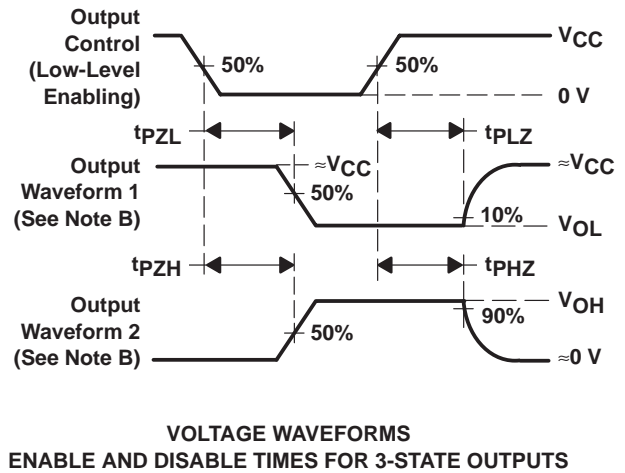 Output
Control
(Low-Level
Enabling)
50%
50%
VCC
0 V
tPZL
tPLZ
Output
Waveform 1
(See Note B)
≈VCC
50%
≈VCC
10%
VOL
tPZH
tPHZ
Output
Waveform 2
(See Note B)
50%
VOH
90%
≈0 V
VOLTAGE WAVEFORMS
ENABLE AND DISABLE TIMES FOR 3-STATE OUTPUTS